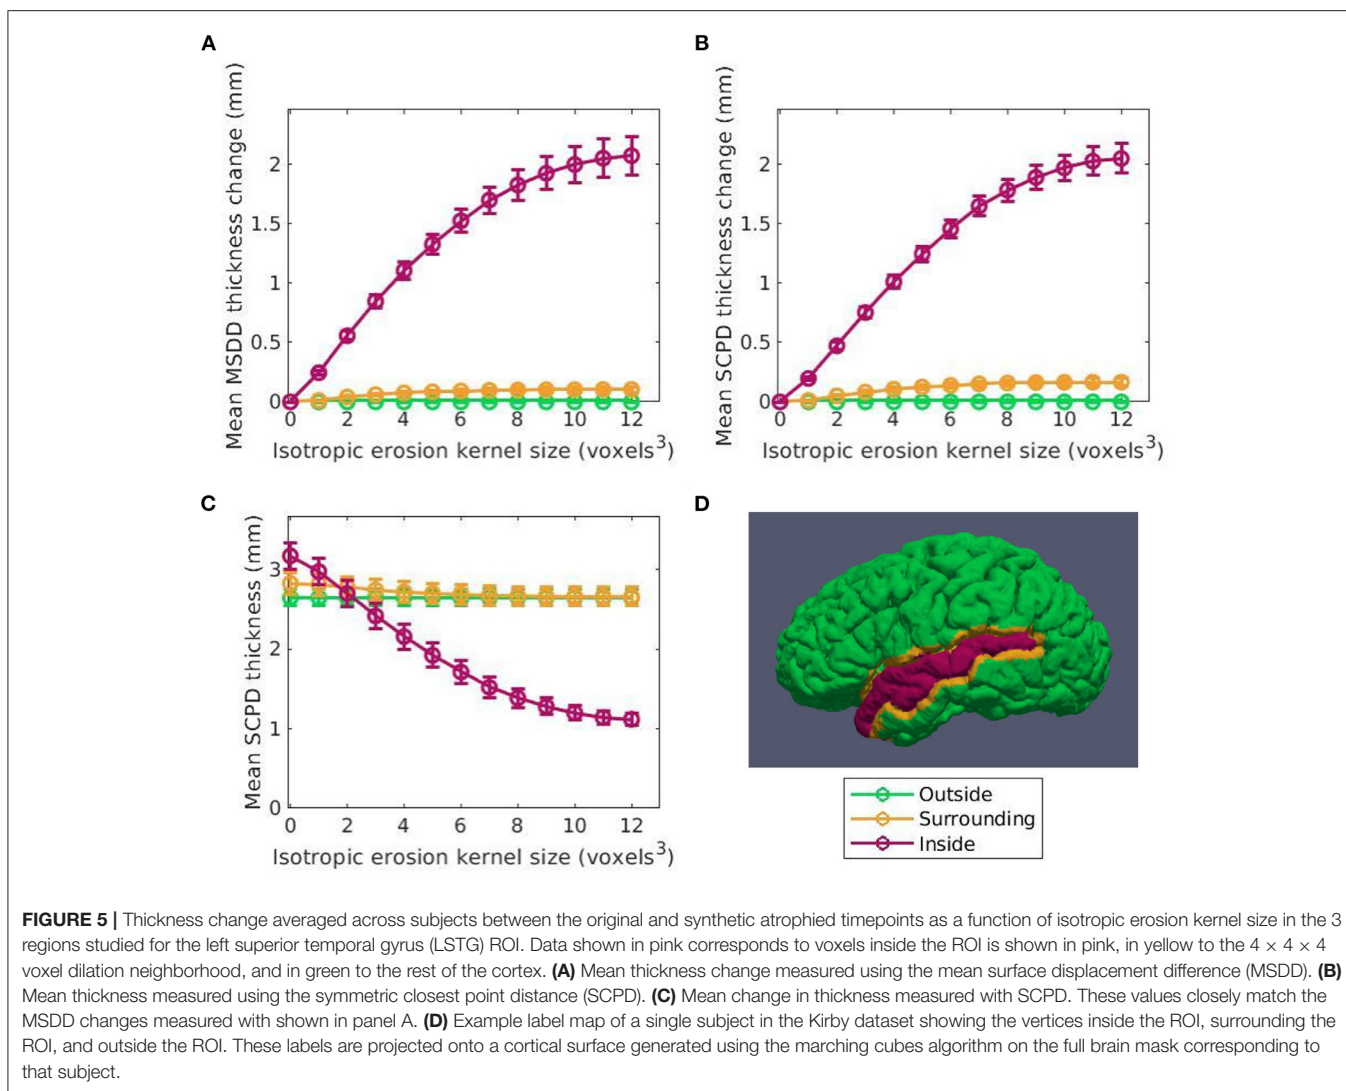 A
Mean MSDD thickness change (mm)
2
1.5
1
0.5
0
0 2 4 6 8 10 12
Isotropic erosion kernel size (voxels³)
B
Mean SCPD thickness change (mm)
2
1.5
1
0.5
0
0 2 4 6 8 10 12
Isotropic erosion kernel size (voxels³)
C
Mean SCPD thickness (mm)
3
2
1
0
0 2 4 6 8 10 12
Isotropic erosion kernel size (voxels³)
D
Outside
Surrounding
Inside
FIGURE 5 | Thickness change averaged across subjects between the original and synthetic atrophied timepoints as a function of isotropic erosion kernel size in the 3
regions studied for the left superior temporal gyrus (LSTG) ROI. Data shown in pink corresponds to voxels inside the ROI is shown in pink, in yellow to the 4 × 4 × 4
voxel dilation neighborhood, and in green to the rest of the cortex. (A) Mean thickness change measured using the mean surface displacement difference (MSDD). (B)
Mean thickness measured using the symmetric closest point distance (SCPD). (C) Mean change in thickness measured with SCPD. These values closely match the
MSDD changes measured with shown in panel A. (D) Example label map of a single subject in the Kirby dataset showing the vertices inside the ROI, surrounding the
ROI, and outside the ROI. These labels are projected onto a cortical surface generated using the marching cubes algorithm on the full brain mask corresponding to
that subject.